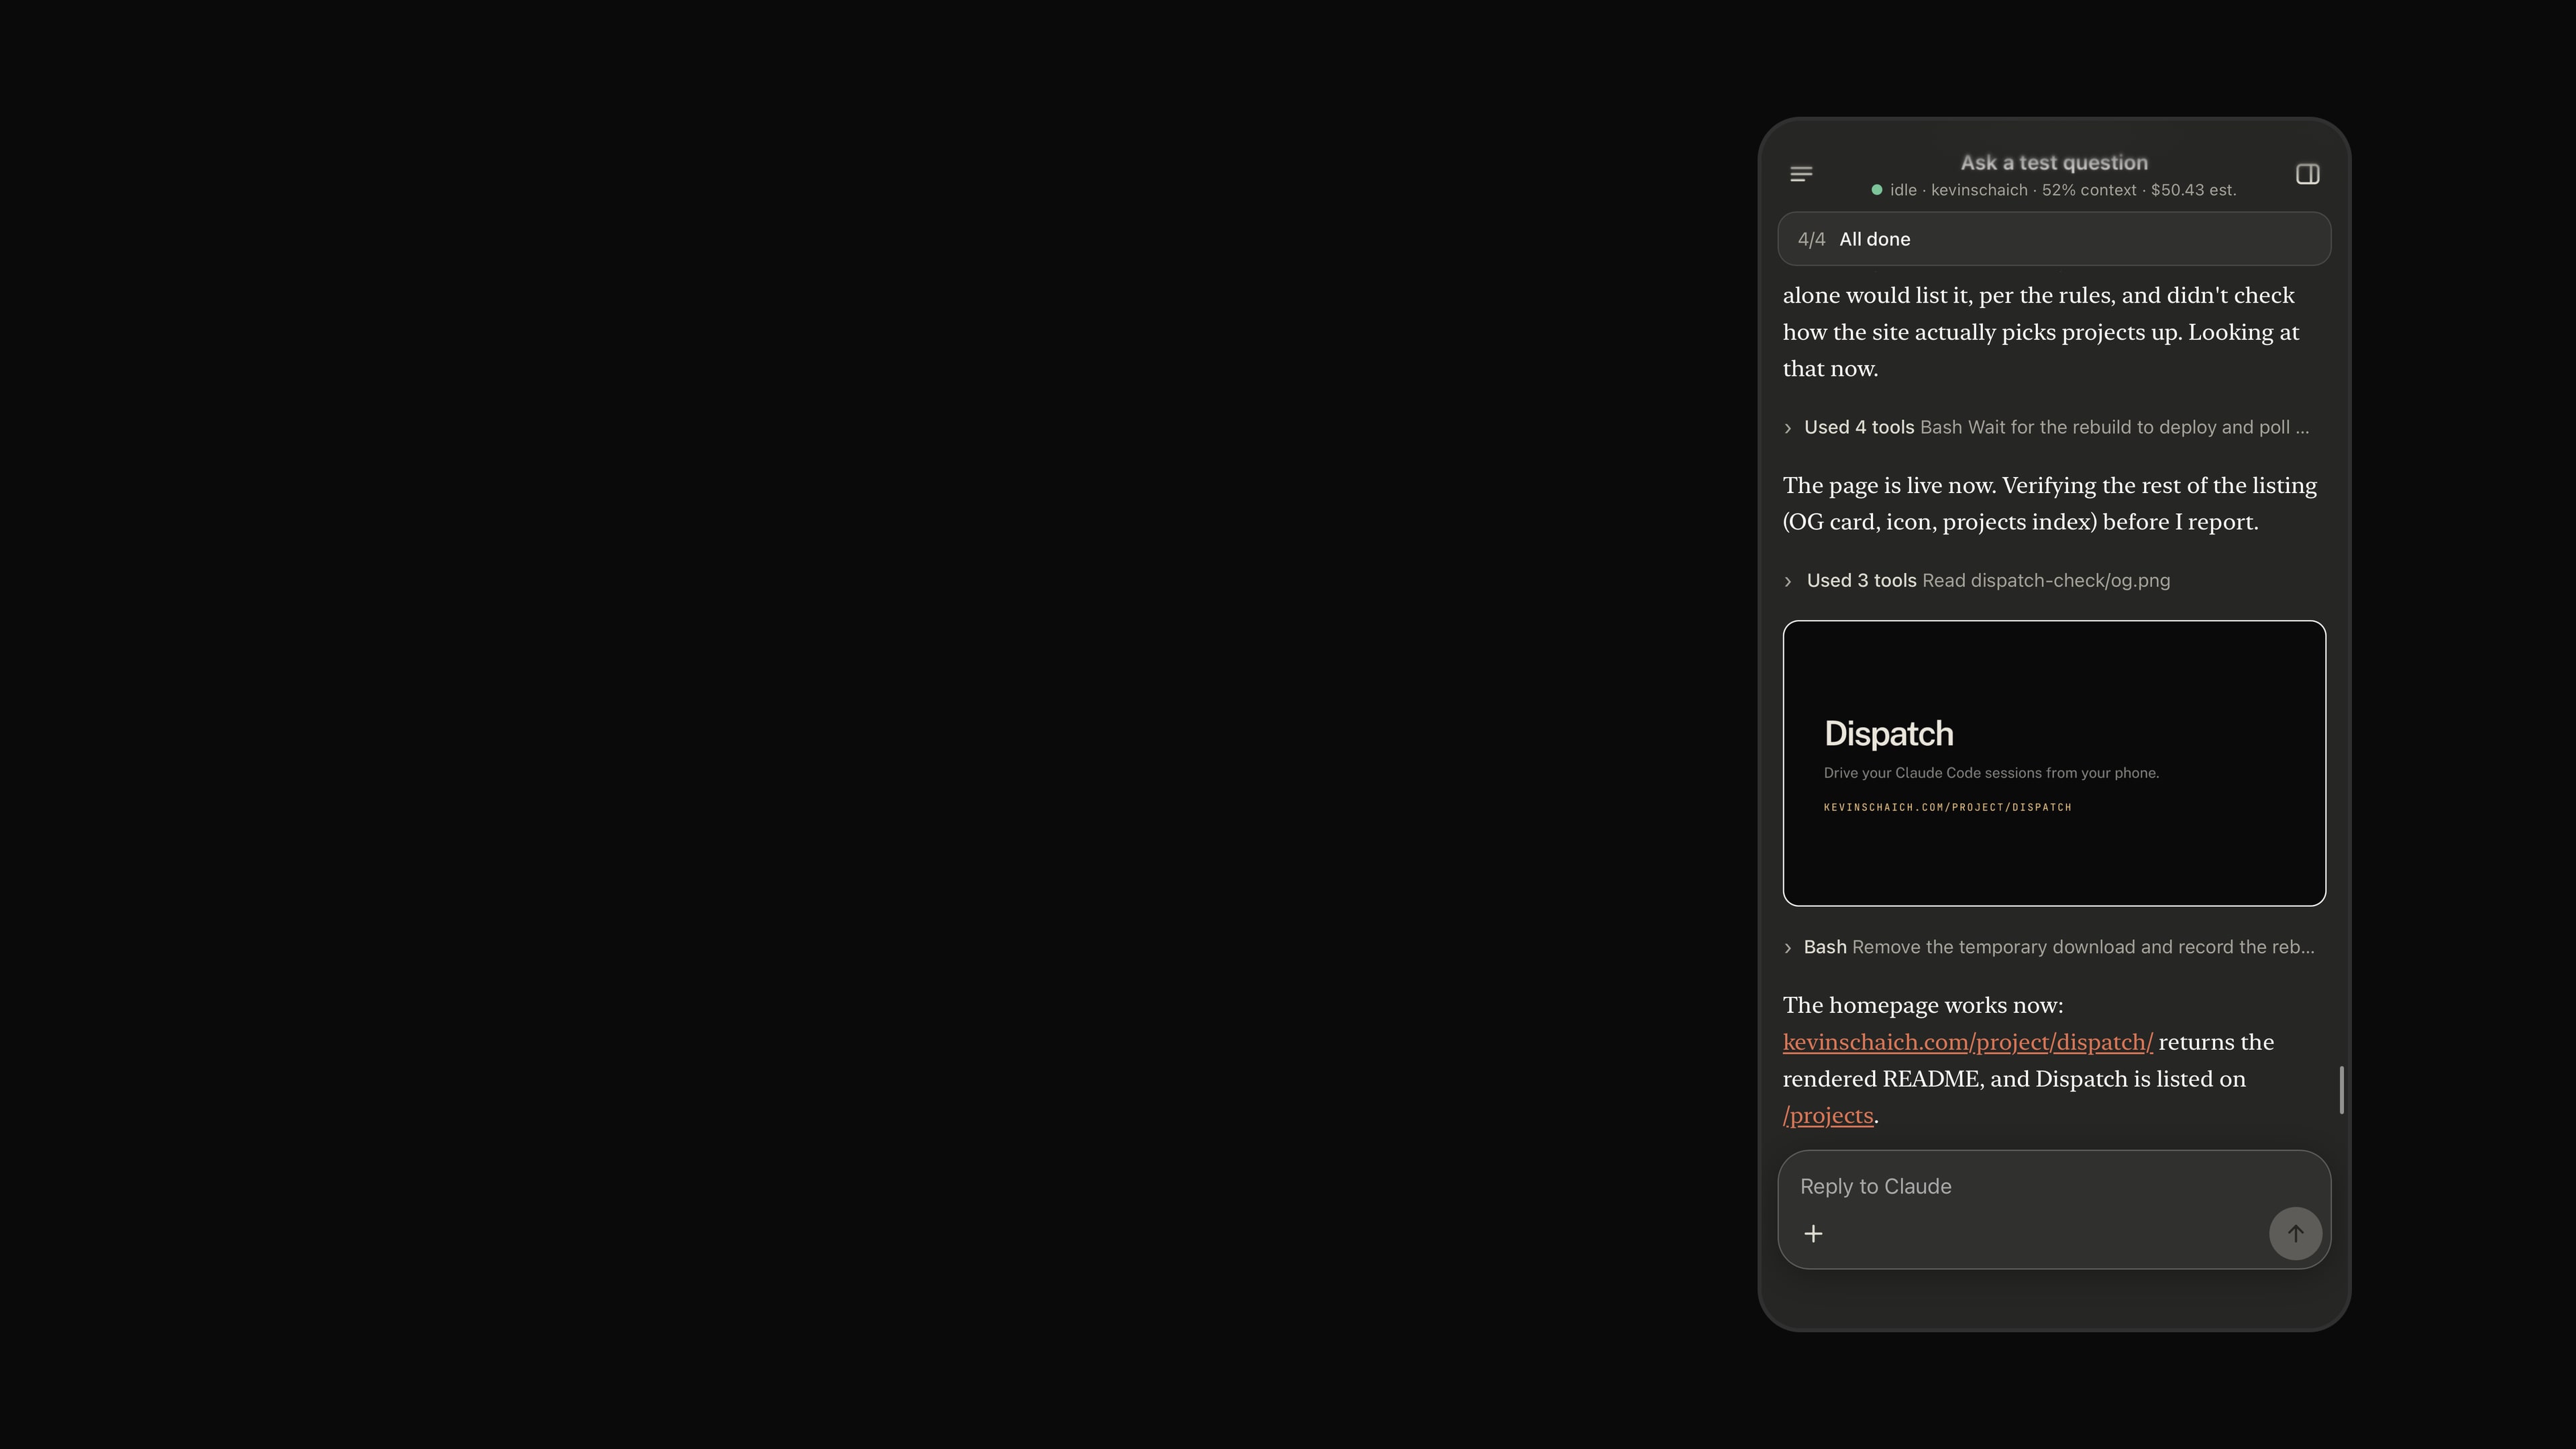 Ask a test question
idle · kevinschaich · 52% context · $50.43 est.
4/4 All done
alone would list it, per the rules, and didn't check
how the site actually picks projects up. Looking at
that now.
› Used 4 tools Bash Wait for the rebuild to deploy and poll ...
The page is live now. Verifying the rest of the listing
(OG card, icon, projects index) before I report.
› Used 3 tools Read dispatch-check/og.png
Dispatch
Drive your Claude Code sessions from your phone.
KEVINSCHAICH.COM/PROJECT/DISPATCH
› Bash Remove the temporary download and record the reb...
The homepage works now:
kevinschaich.com/project/dispatch/ returns the
rendered README, and Dispatch is listed on
/projects.
Reply to Claude